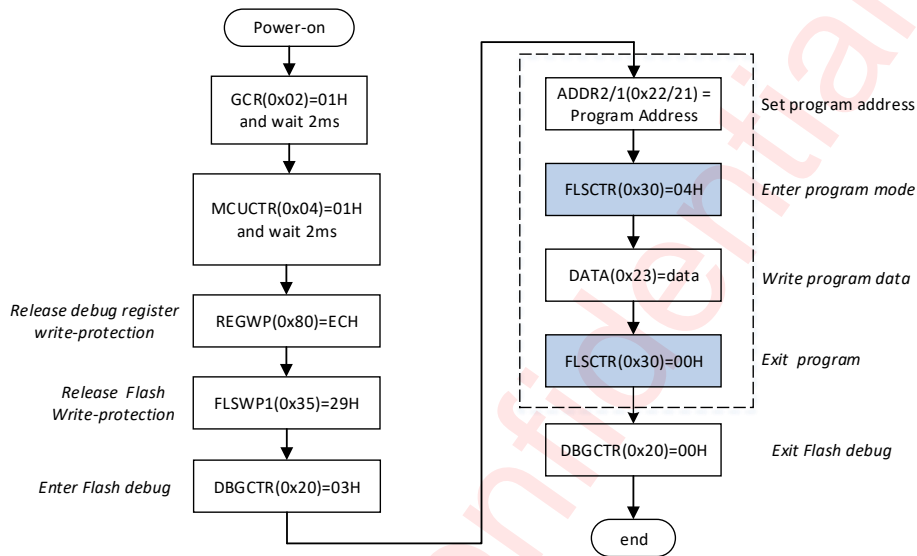 Power-on
GCR(0x02)=01H
and wait 2ms
MCUCTR(0x04)=01H
and wait 2ms
Release debug register
write-protection
REGWP(0x80)=ECH
Release Flash
Write-protection
FLSWP1(0x35)=29H
Enter Flash debug
DBGCTR(0x20)=03H
ADDR2/1(0x22/21) =
Program Address
Set program address
FLSCTR(0x30)=04H
Enter program mode
DATA(0x23)=data
Write program data
FLSCTR(0x30)=00H
Exit program
DBGCTR(0x20)=00H
Exit Flash debug
end
onfidential